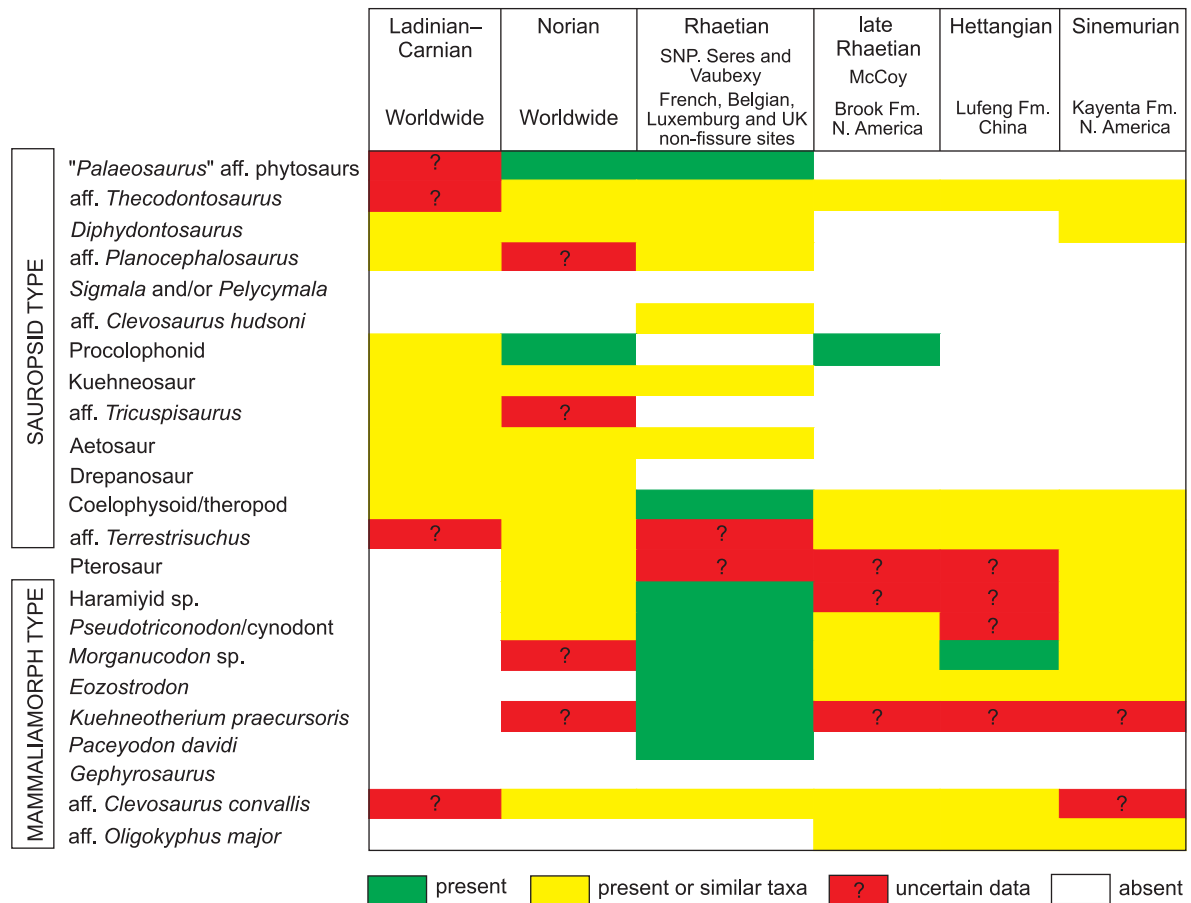 Ladinian–
Carnian
Worldwide
Norian
Worldwide
Rhaetian
SNP. Seres and
Vaubexy
French, Belgian,
Luxemburg and UK
non-fissure sites
late
Rhaetian
McCoy
Brook Fm.
N. America
Hettangian
Lufeng Fm.
China
Sinemurian
Kayenta Fm.
N. America
SAUROPSID TYPE
"Palaeosaurus" aff. phytosaurs ?
aff. Thecodontosaurus ?
Diphydontosaurus
aff. Planocephalosaurus ?
Sigmala and/or Pelycymala
aff. Clevosaurus hudsoni
Procolophonid
Kuehneosaur
aff. Tricuspisaurus ?
Aetosaur
Drepanosaur
Coelophysoid/theropod
aff. Terrestrisuchus ? ?
Pterosaur ? ? ?
MAMMALIAMORPH TYPE
Haramiyid sp. ? ?
Pseudotriconodon/cynodont ?
Morganucodon sp. ?
Eozostrodon
Kuehneotherium praecursoris ? ? ? ?
Paceyodon davidi
Gephyrosaurus
aff. Clevosaurus convallis ? ?
aff. Oligokyphus major
present
present or similar taxa
? uncertain data
absent